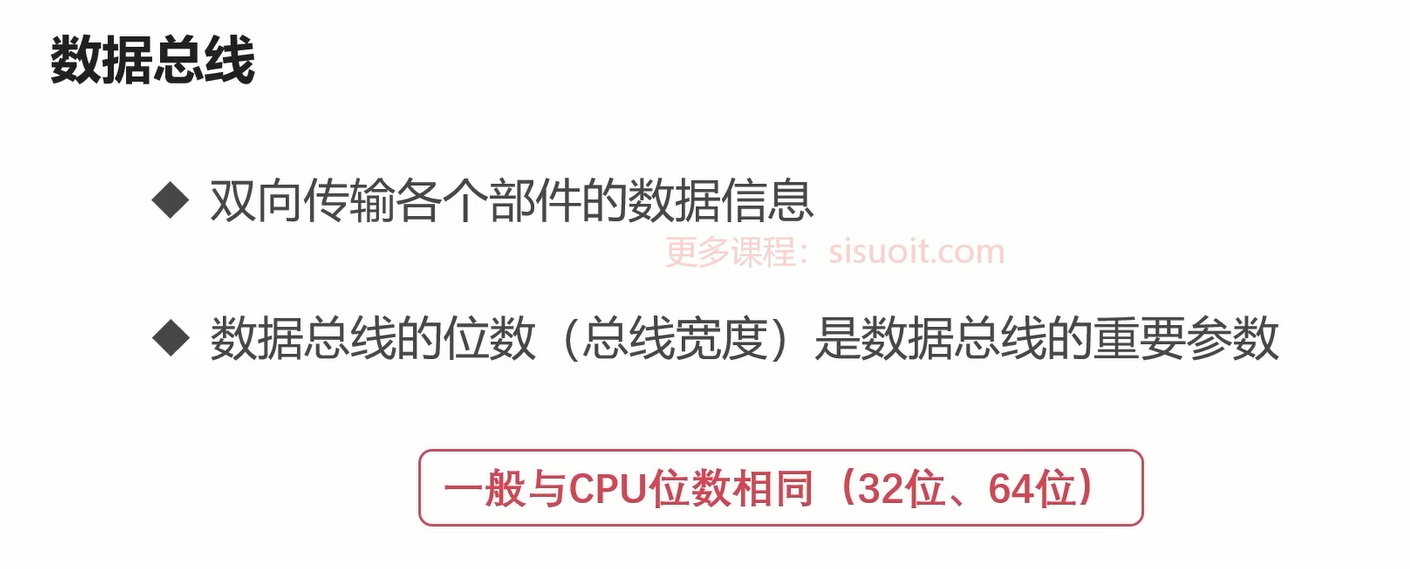 数据总线
◆ 双向传输各个部件的数据信息
更多课程：sisuoit.com
◆ 数据总线的位数（总线宽度）是数据总线的重要参数
一般与CPU位数相同（32位、64位）